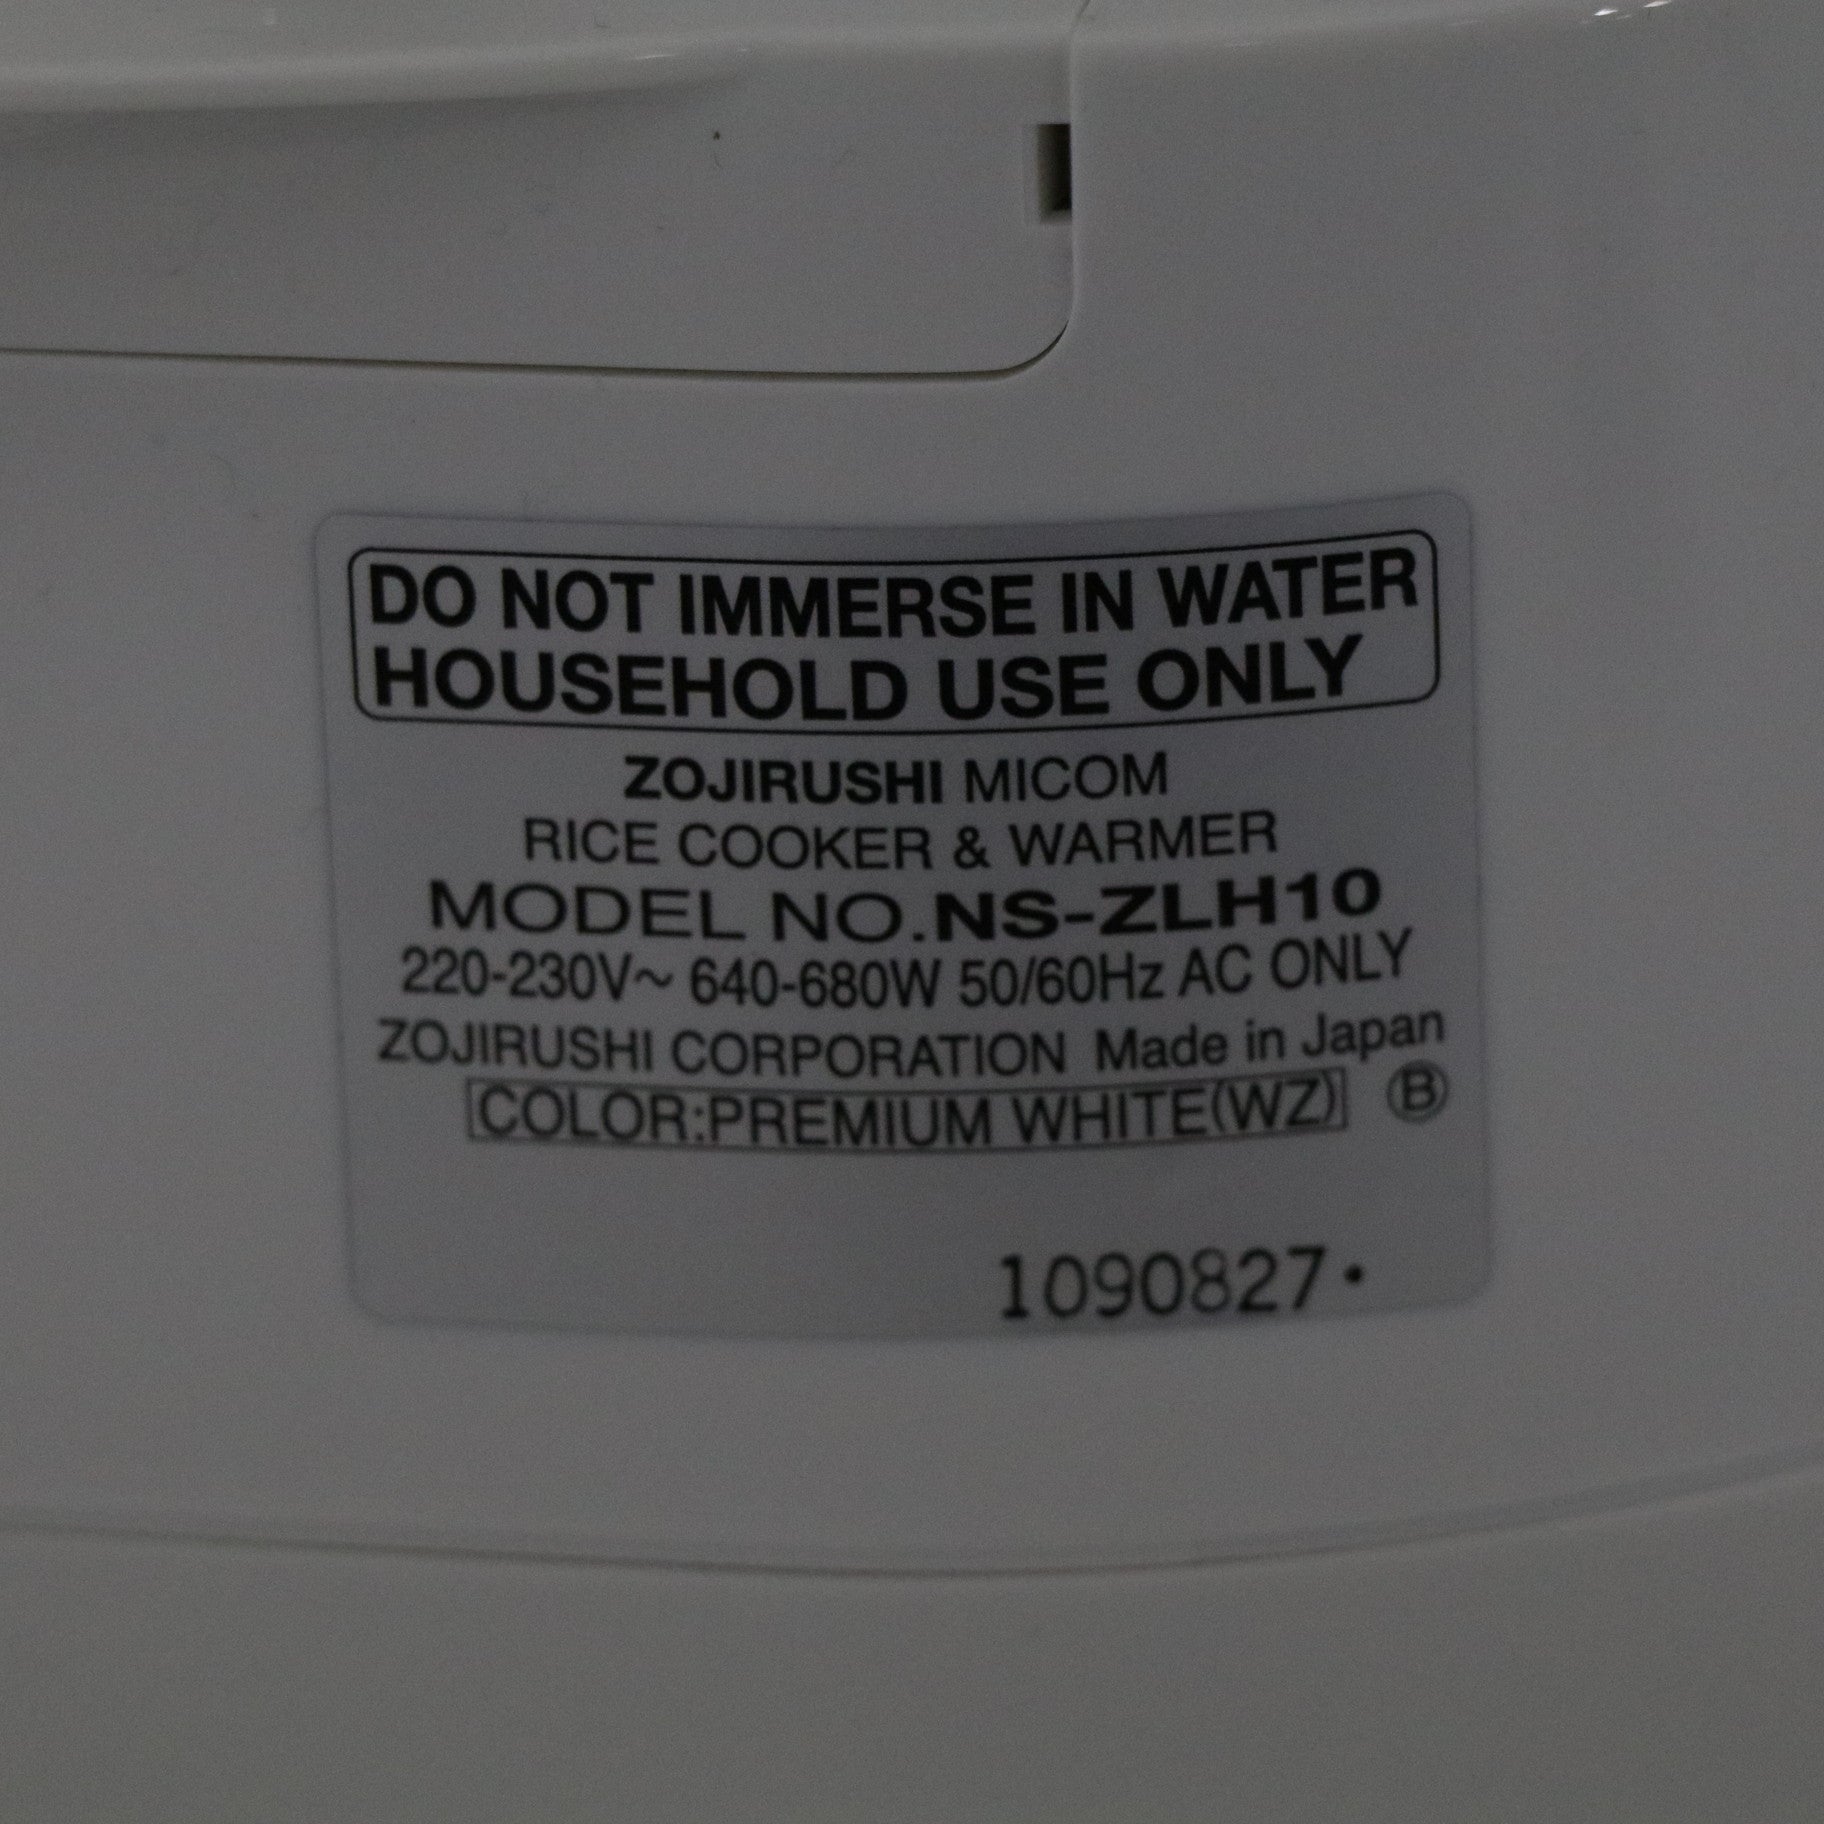 DO NOT IMMERSE IN WATER
HOUSEHOLD USE ONLY
ZOJIRUSHI MICOM
RICE COOKER & WARMER
MODEL NO.NS-ZLH10
220-230V~ 640-680W 50/60Hz AC ONLY
ZOJIRUSHI CORPORATION Made in Japan
COLOR:PREMIUM WHITE(WZ) Ⓑ
1090827·